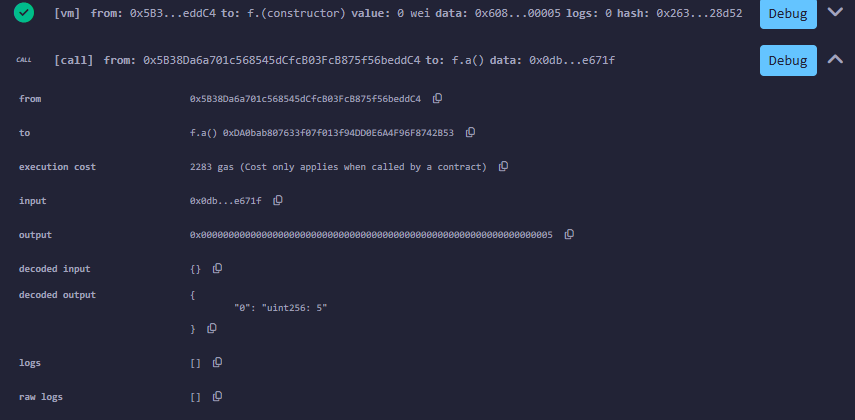 [vm] from: 0x5B3...eddC4 to: f.(constructor) value: 0 wei data: 0x608...00005 logs: 0 hash: 0x263...28d52 Debug
CALL [call] from: 0x5B38Da6a701c568545dCfcB03FcB875f56beddC4 to: f.a() data: 0x0db...e671f Debug
from 0x5B38Da6a701c568545dCfcB03FcB875f56beddC4
to f.a() 0xDA0bab807633f07f013f94DD0E6A4F96F8742B53
execution cost 2283 gas (Cost only applies when called by a contract)
input 0x0db...e671f
output 0x0000000000000000000000000000000000000000000000000000000000000005
decoded input {}
decoded output {
"0": "uint256: 5"
}
logs []
raw logs []